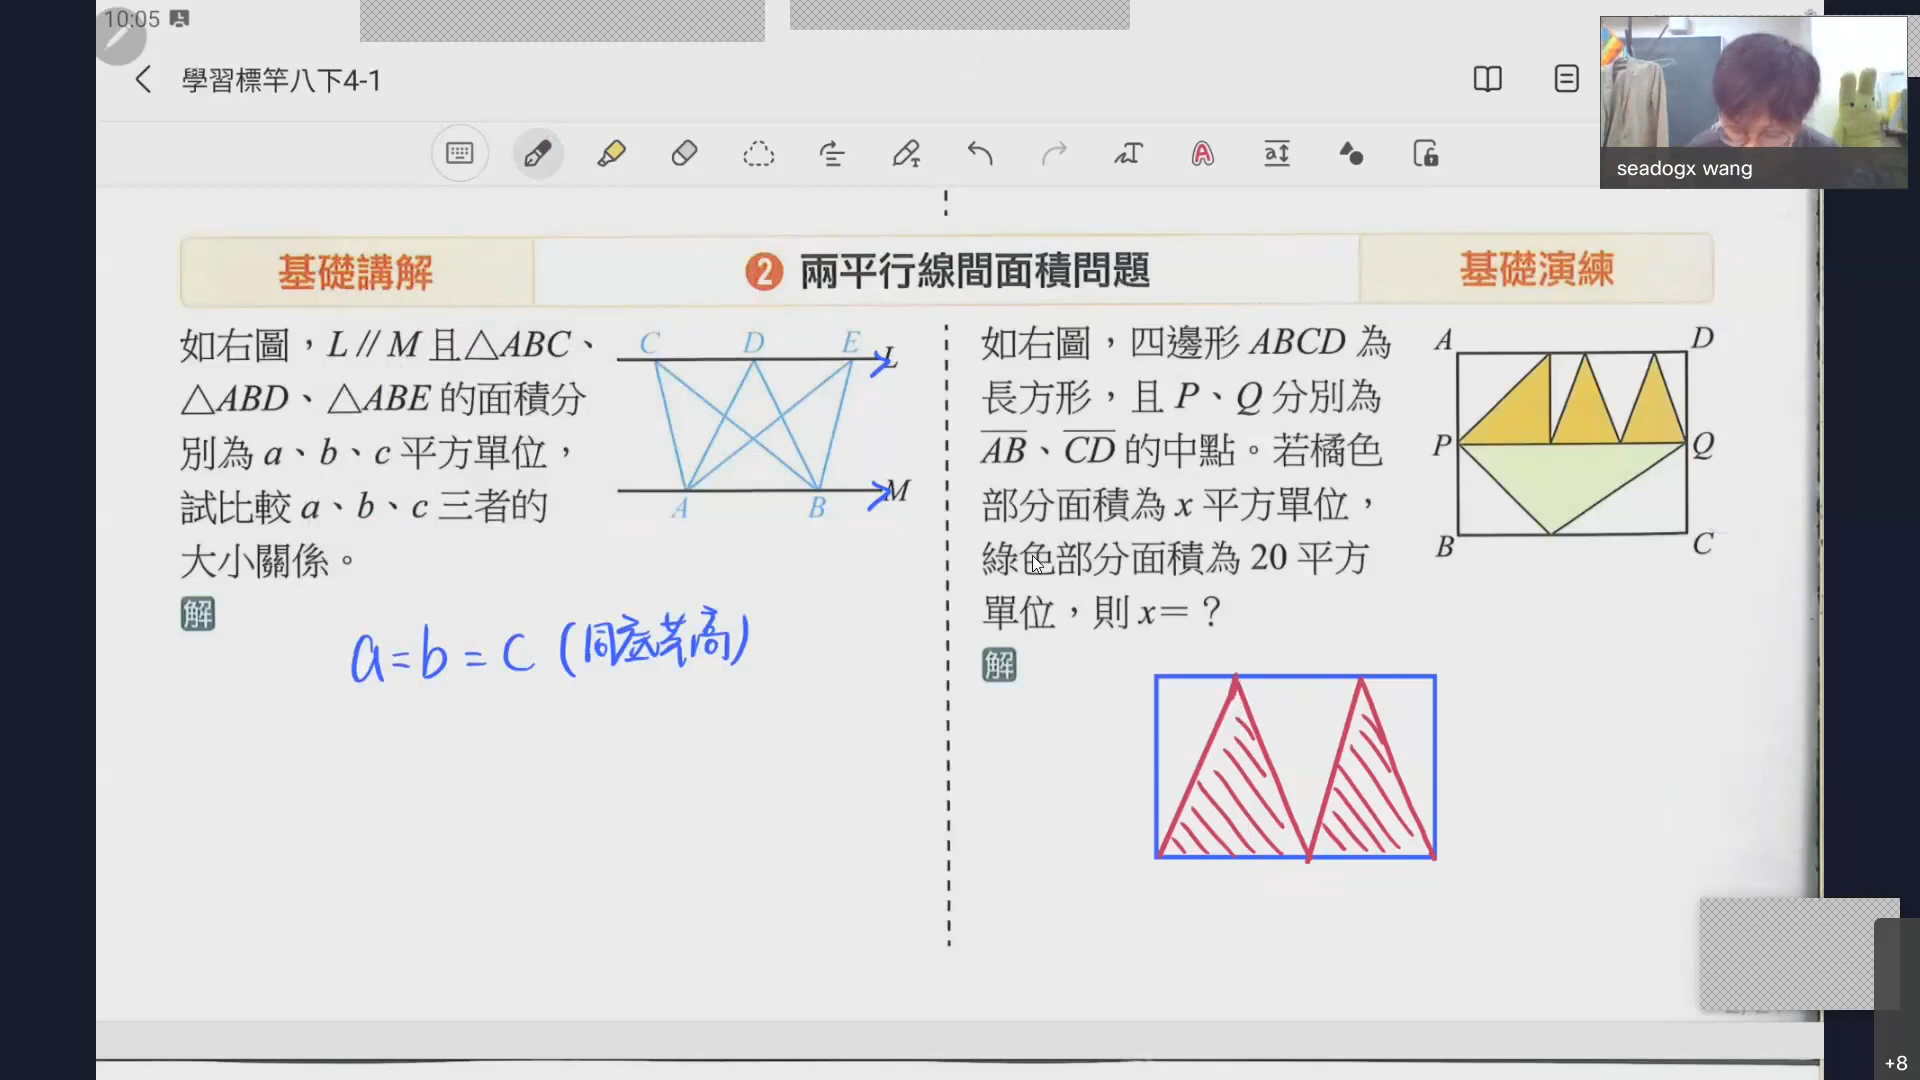 10:05
學習標竿八下4-1
seadogx wang
基礎講解
❷ 兩平行線間面積問題
基礎演練
如右圖，L // M 且△ABC、
△ABD、△ABE 的面積分
別為 a、b、c 平方單位，
試比較 a、b、c 三者的
大小關係。
解
C D E L
A B M
a = b = c (同底等高)
如右圖，四邊形 ABCD 為
長方形，且 P、Q 分別為
AB、CD 的中點。若橘色
部分面積為 x 平方單位，
綠色部分面積為 20 平方
單位，則 x = ?
解
A D
P Q
B C
+8